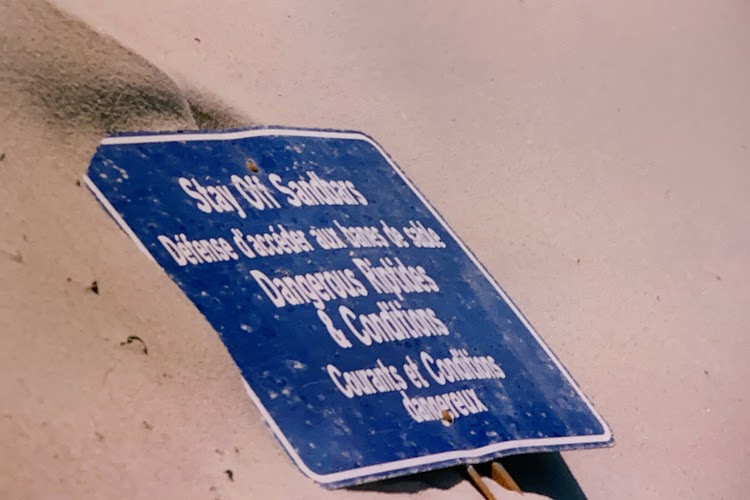 Stay Off Sandbars
Défense d'accéder aux bancs de sable
Dangerous Riptides
& Conditions
Courants et Conditions
dangereux